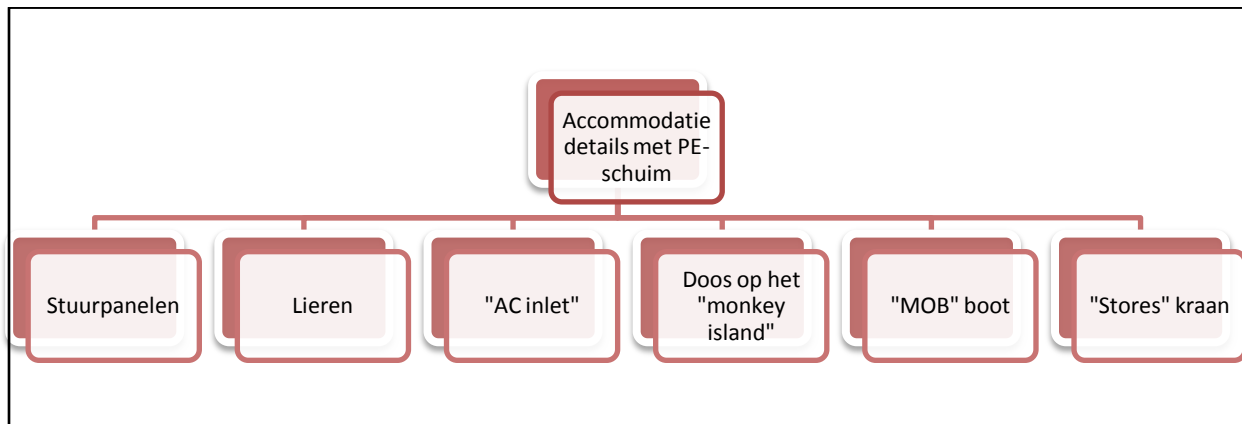 Accommodatie
details met PE-
schuim
Stuurpanelen
Lieren
"AC inlet"
Doos op het
"monkey
island"
"MOB" boot
"Stores" kraan